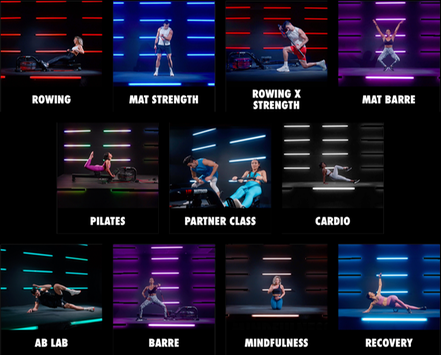 ROWING
MAT STRENGTH
ROWING X
STRENGTH
MAT BARRE
PILATES
PARTNER CLASS
CARDIO
AB LAB
BARRE
MINDFULNESS
RECOVERY